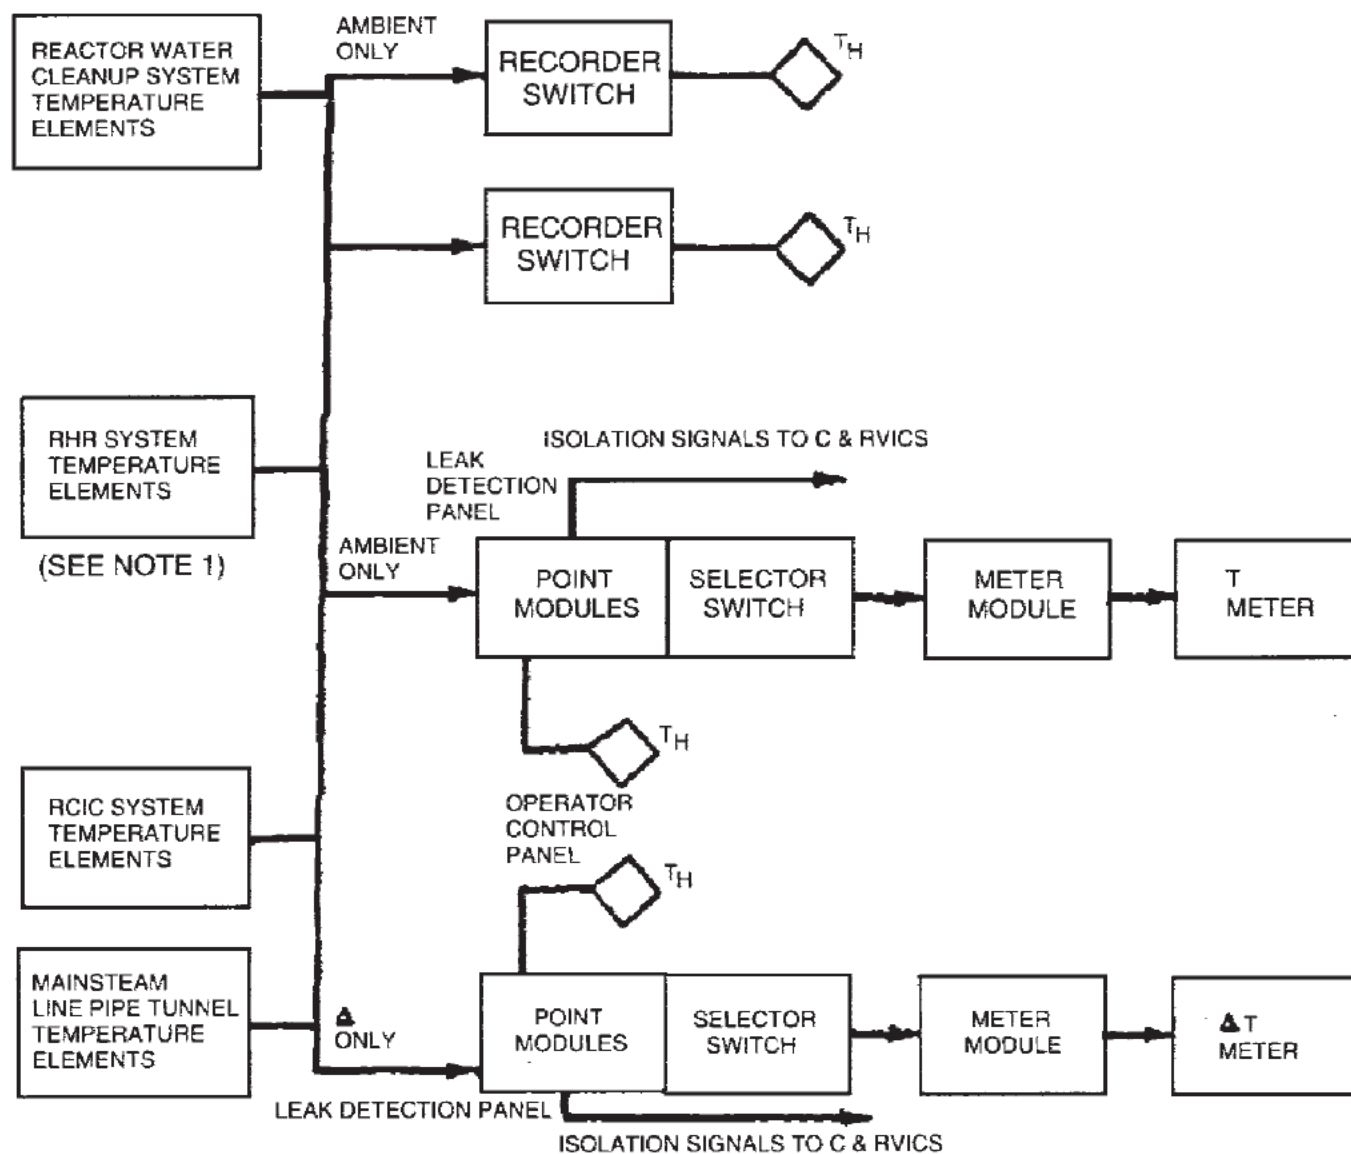 REACTOR WATER
CLEANUP SYSTEM
TEMPERATURE
ELEMENTS
AMBIENT
ONLY
RECORDER
SWITCH
TH
RECORDER
SWITCH
TH
RHR SYSTEM
TEMPERATURE
ELEMENTS
(SEE NOTE 1)
ISOLATION SIGNALS TO C & RVICS
LEAK
DETECTION
PANEL
AMBIENT
ONLY
POINT
MODULES
SELECTOR
SWITCH
METER
MODULE
T
METER
TH
OPERATOR
CONTROL
PANEL
TH
RCIC SYSTEM
TEMPERATURE
ELEMENTS
MAINSTEAM
LINE PIPE TUNNEL
TEMPERATURE
ELEMENTS
Δ
ONLY
POINT
MODULES
SELECTOR
SWITCH
METER
MODULE
Δ T
METER
LEAK DETECTION PANEL
ISOLATION SIGNALS TO C & RVICS